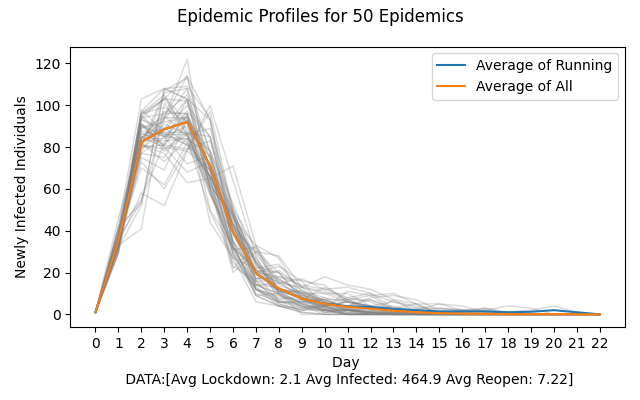 Epidemic Profiles for 50 Epidemics
Newly Infected Individuals
120
100
80
60
40
20
0
Average of Running
Average of All
0 1 2 3 4 5 6 7 8 9 10 11 12 13 14 15 16 17 18 19 20 21 22
Day
DATA:[Avg Lockdown: 2.1 Avg Infected: 464.9 Avg Reopen: 7.22]